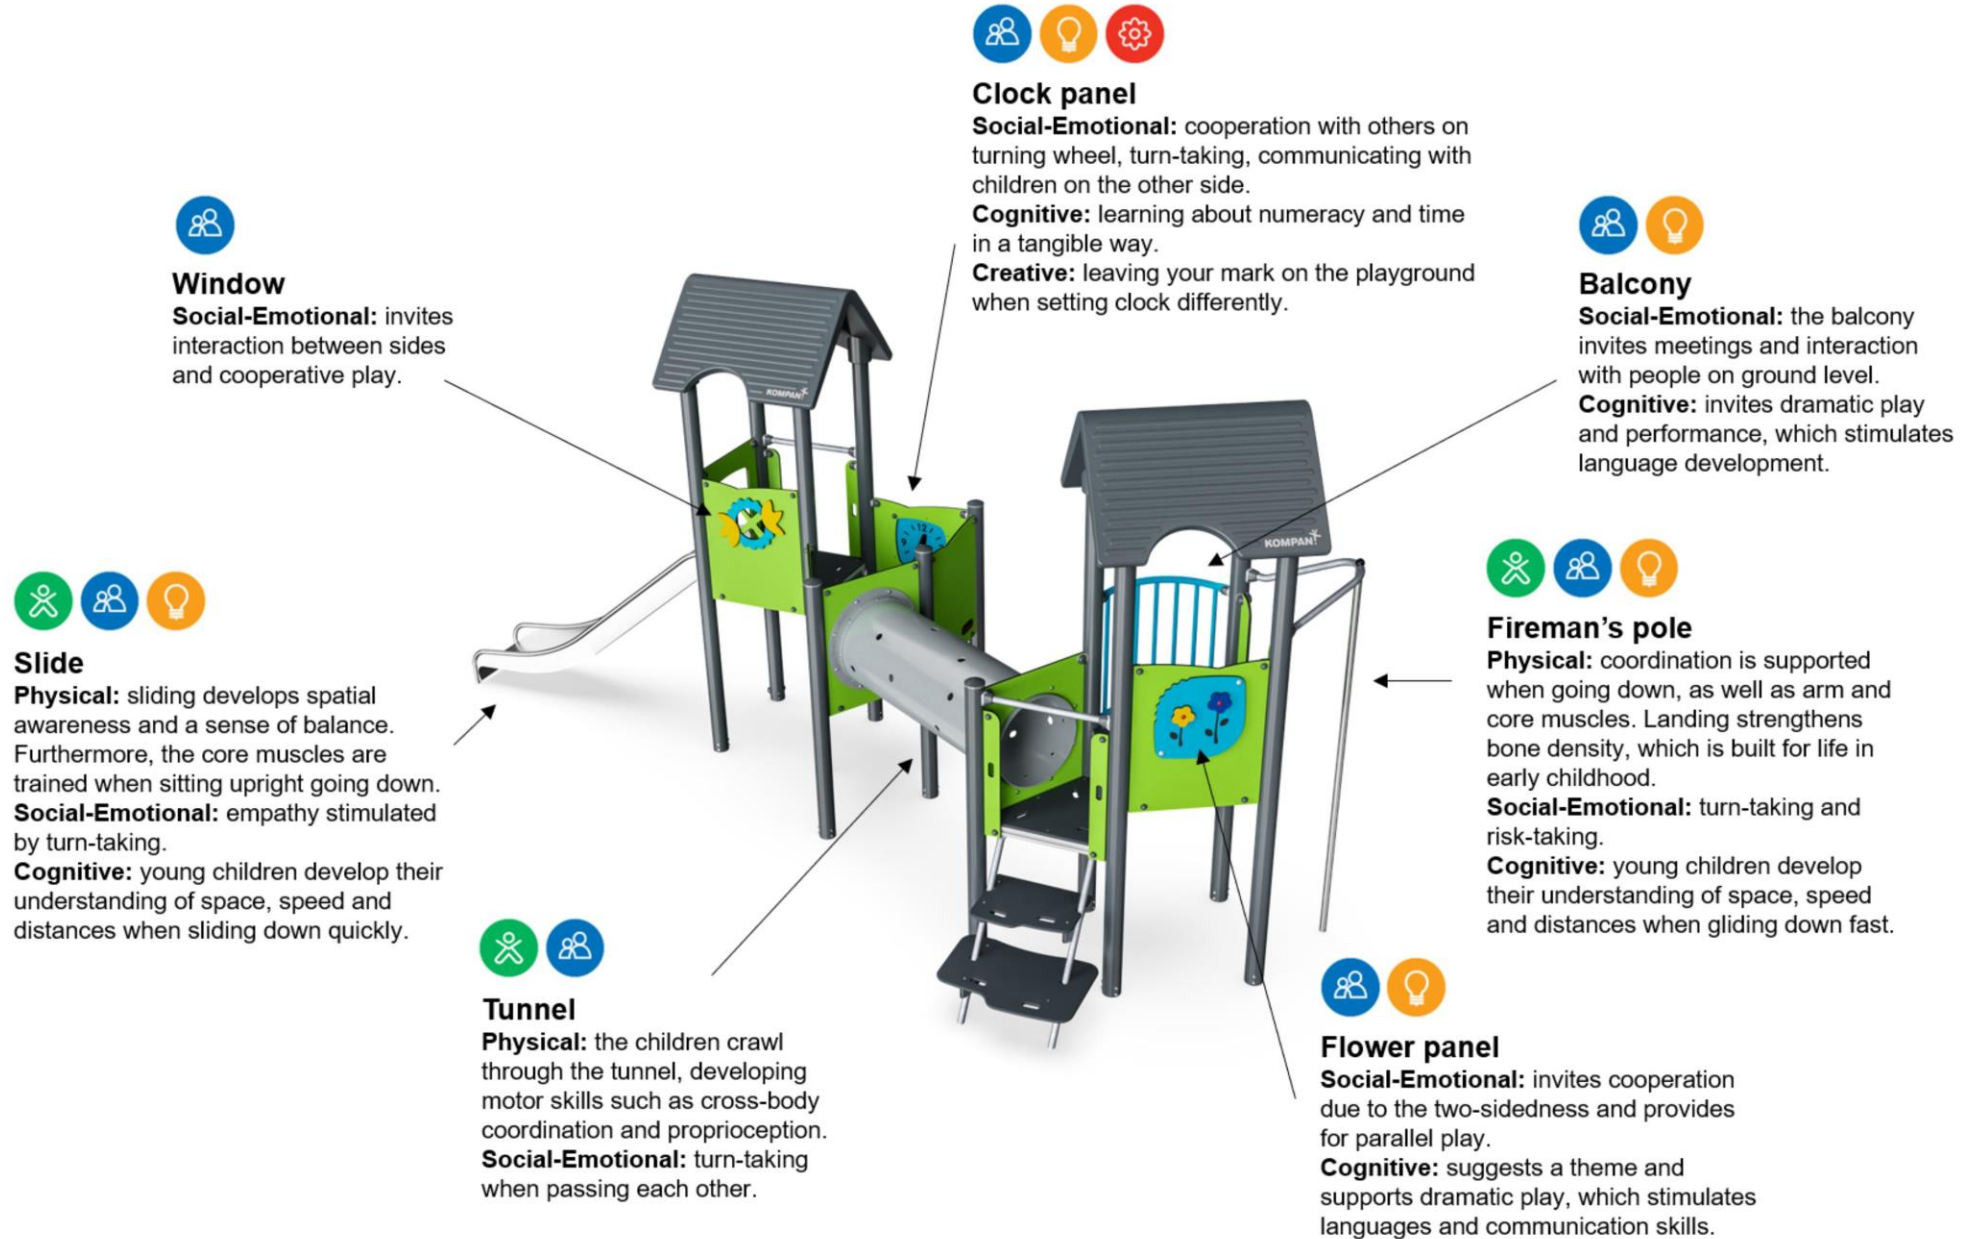 Clock panel
Social-Emotional: cooperation with others on
turning wheel, turn-taking, communicating with
children on the other side.
Cognitive: learning about numeracy and time
in a tangible way.
Creative: leaving your mark on the playground
when setting clock differently.
Window
Social-Emotional: invites
interaction between sides
and cooperative play.
Balcony
Social-Emotional: the balcony
invites meetings and interaction
with people on ground level.
Cognitive: invites dramatic play
and performance, which stimulates
language development.
KOMPAN
12
9
KOMPAN
Slide
Physical: sliding develops spatial
awareness and a sense of balance.
Furthermore, the core muscles are
trained when sitting upright going down.
Social-Emotional: empathy stimulated
by turn-taking.
Cognitive: young children develop their
understanding of space, speed and
distances when sliding down quickly.
Fireman’s pole
Physical: coordination is supported
when going down, as well as arm and
core muscles. Landing strengthens
bone density, which is built for life in
early childhood.
Social-Emotional: turn-taking and
risk-taking.
Cognitive: young children develop
their understanding of space, speed
and distances when gliding down fast.
Tunnel
Physical: the children crawl
through the tunnel, developing
motor skills such as cross-body
coordination and proprioception.
Social-Emotional: turn-taking
when passing each other.
Flower panel
Social-Emotional: invites cooperation
due to the two-sidedness and provides
for parallel play.
Cognitive: suggests a theme and
supports dramatic play, which stimulates
languages and communication skills.